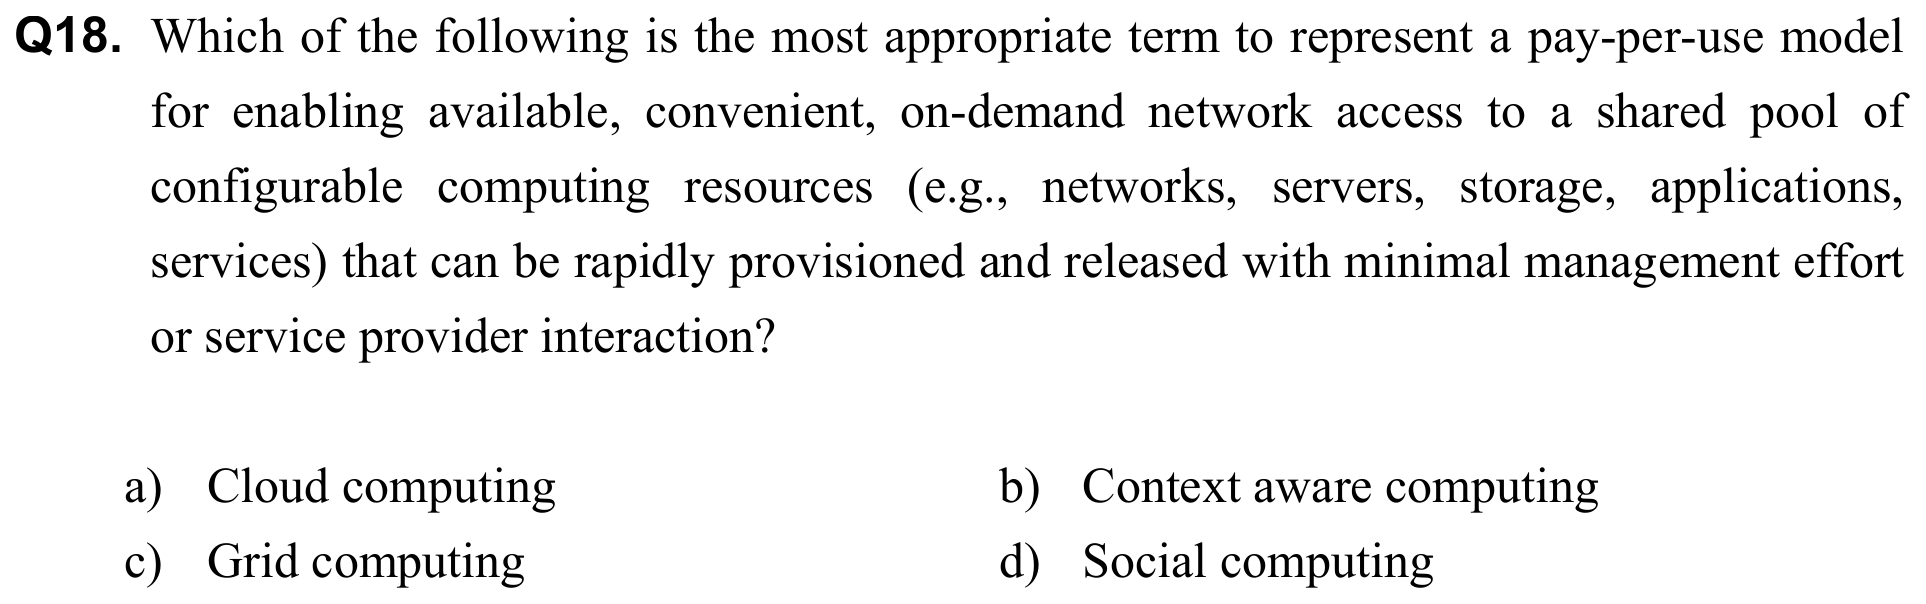 Q18. Which of the following is the most appropriate term to represent a pay-per-use model
for enabling available, convenient, on-demand network access to a shared pool of
configurable computing resources (e.g., networks, servers, storage, applications,
services) that can be rapidly provisioned and released with minimal management effort
or service provider interaction?
a) Cloud computing b) Context aware computing
c) Grid computing d) Social computing